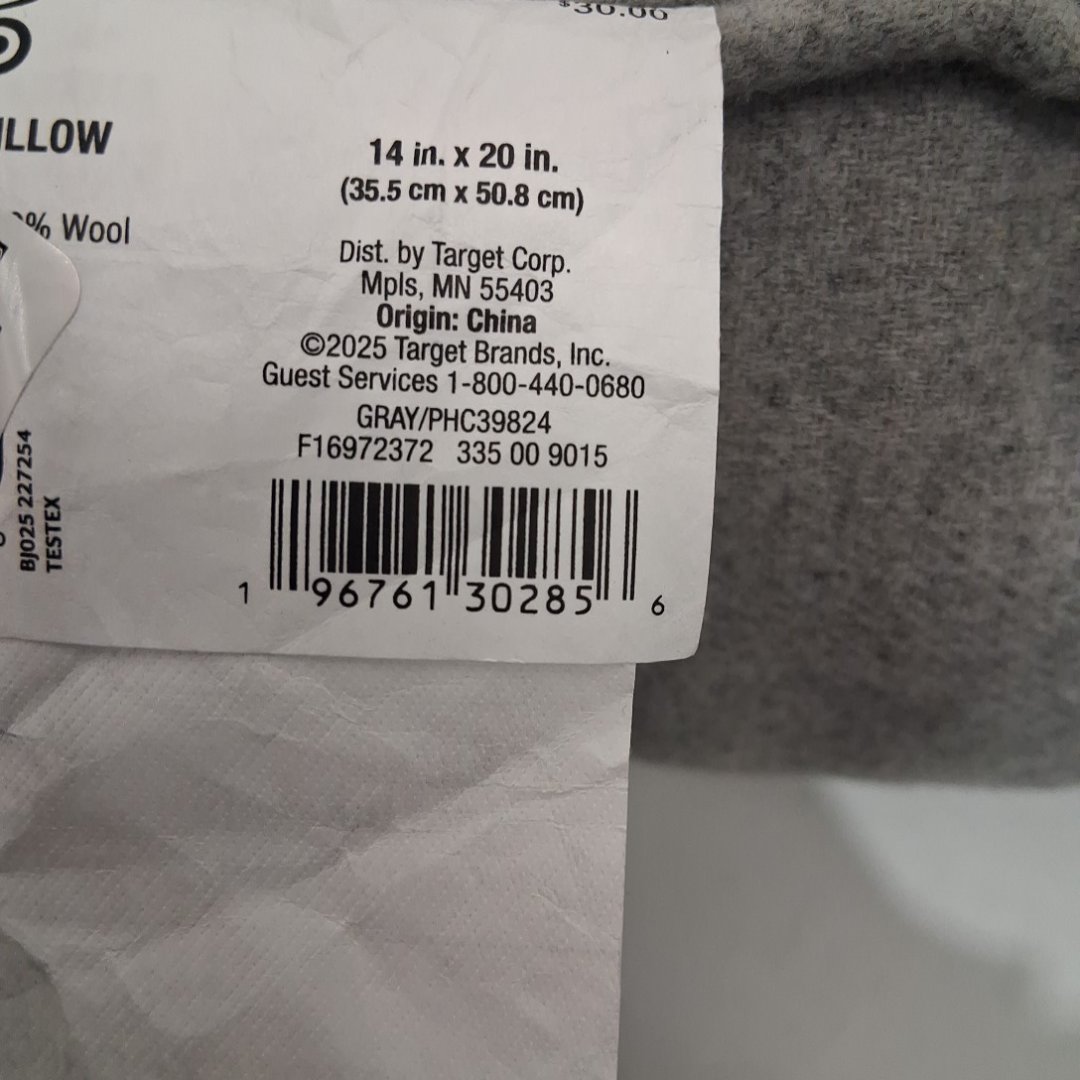 $30.00
ILLOW
% Wool
14 in. x 20 in.
(35.5 cm x 50.8 cm)
Dist. by Target Corp.
Mpls, MN 55403
Origin: China
©2025 Target Brands, Inc.
Guest Services 1-800-440-0680
GRAY/PHC39824
F16972372 335 00 9015
1 96761 30285 6
BJ025 227254
TESTEX